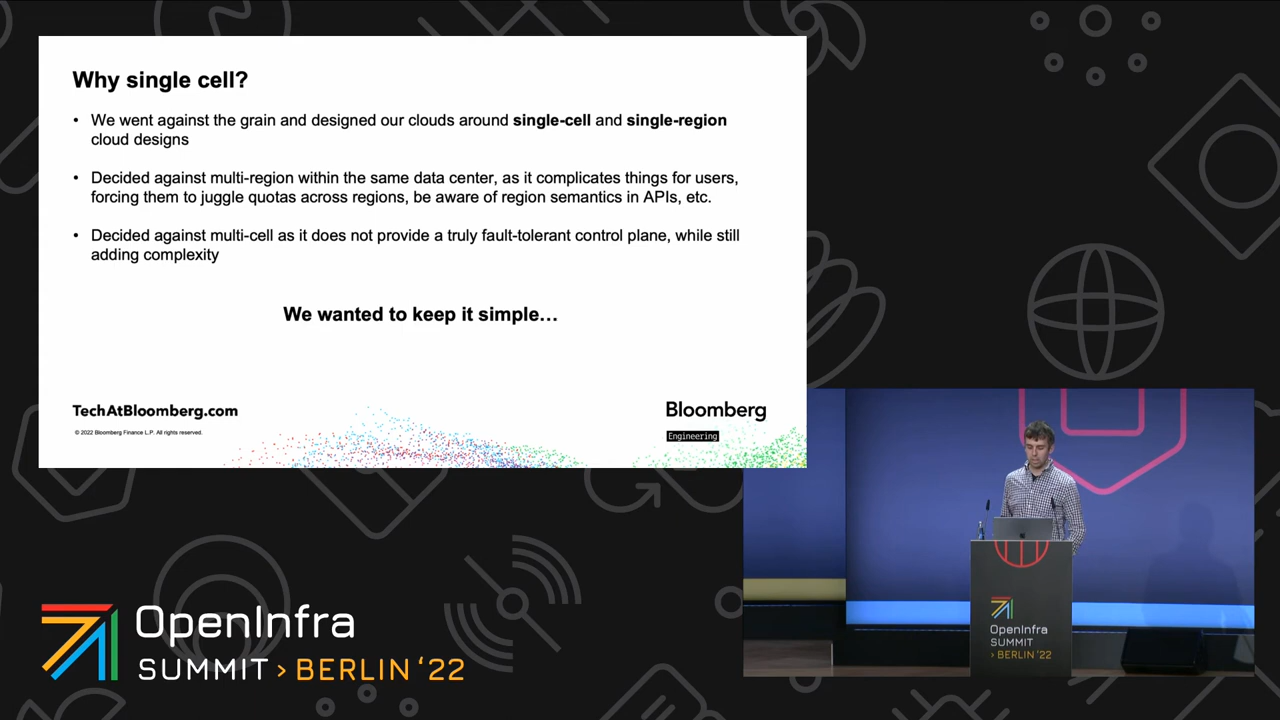 Why single cell?
• We went against the grain and designed our clouds around single-cell and single-region
cloud designs
• Decided against multi-region within the same data center, as it complicates things for users,
forcing them to juggle quotas across regions, be aware of region semantics in APIs, etc.
• Decided against multi-cell as it does not provide a truly fault-tolerant control plane, while still
adding complexity
We wanted to keep it simple…
TechAtBloomberg.com
© 2022 Bloomberg Finance L.P. All rights reserved.
Bloomberg
Engineering
OpenInfra
SUMMIT > BERLIN ‘22
OpenInfra
SUMMIT
> BERLIN ‘22